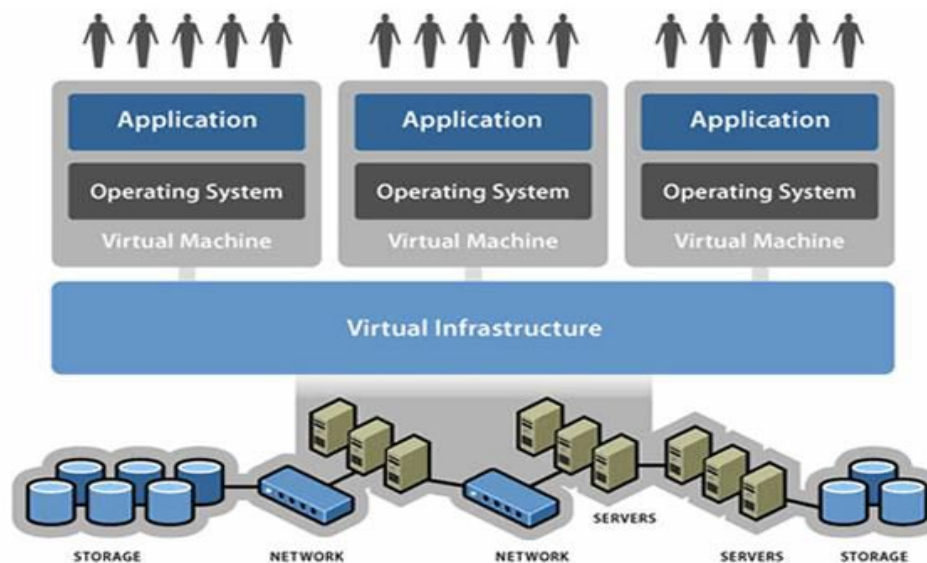 Application
Application
Application
Operating System
Operating System
Operating System
Virtual Machine
Virtual Machine
Virtual Machine
Virtual Infrastructure
SERVERS
STORAGE
NETWORK
NETWORK
SERVERS
STORAGE